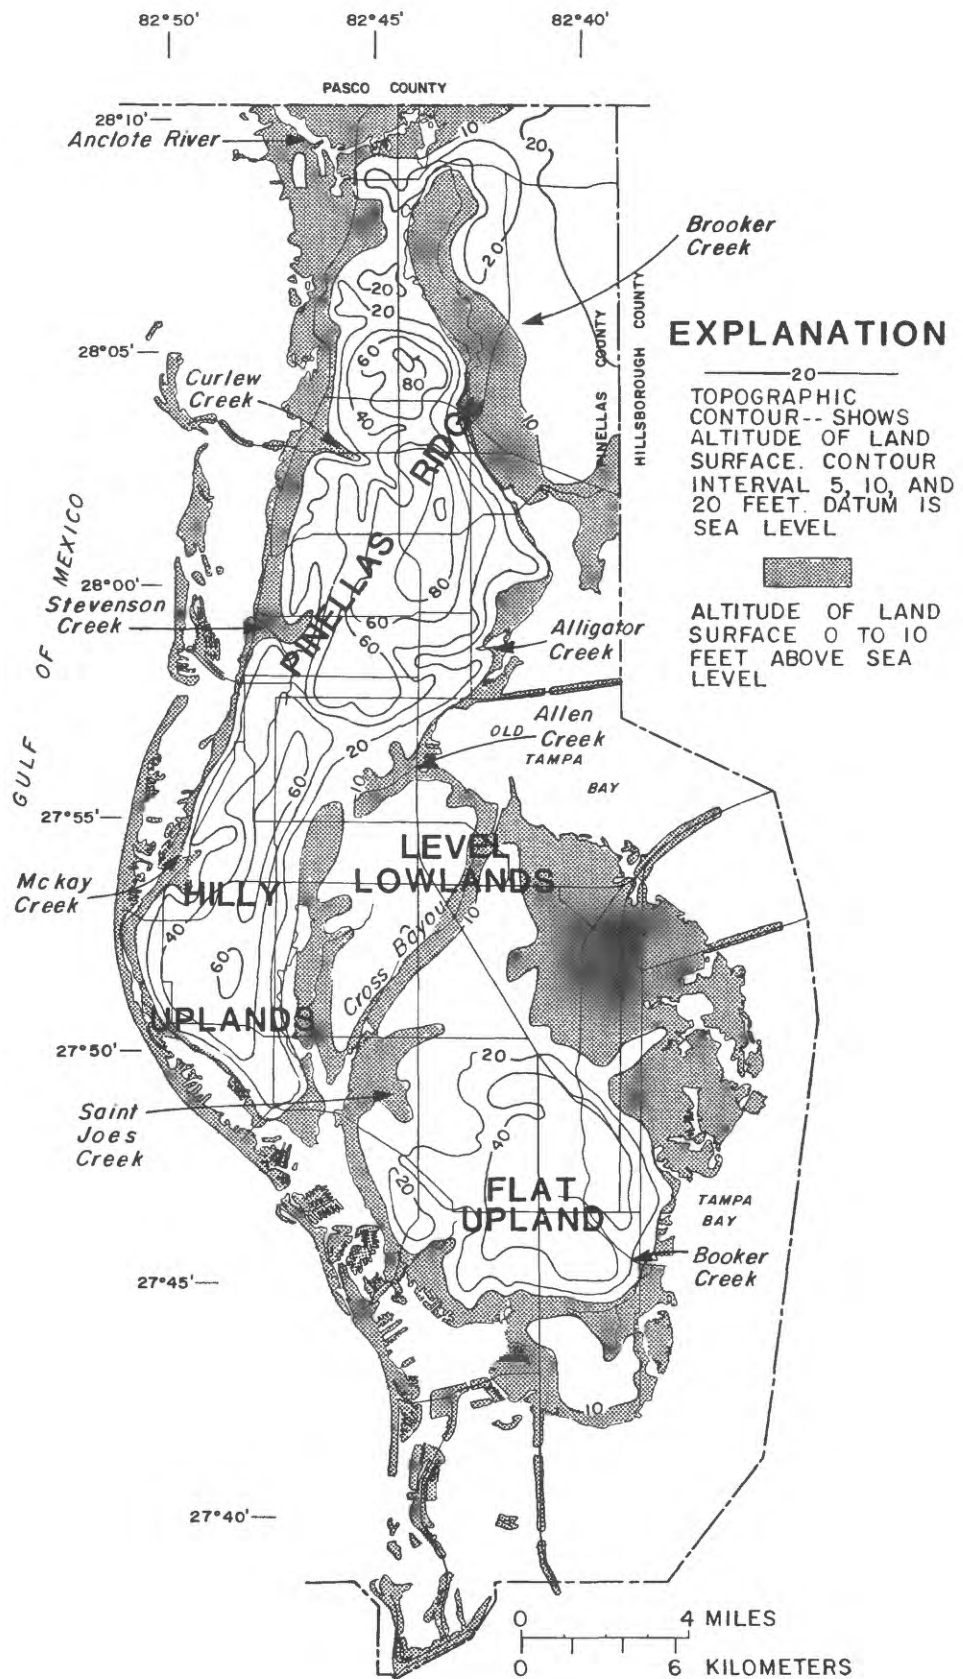 82°50' 82°45' 82°40'
PASCO COUNTY
28°10'
Anclote River
10
20
Brooker
Creek
20
20
20
EXPLANATION
20
TOPOGRAPHIC
CONTOUR-- SHOWS
ALTITUDE OF LAND
SURFACE. CONTOUR
INTERVAL 5, 10, AND
20 FEET. DATUM IS
SEA LEVEL
ALTITUDE OF LAND
SURFACE 0 TO 10
FEET ABOVE SEA
LEVEL
PINELLAS COUNTY
HILLSBOROUGH COUNTY
28°05'
60
80
Curlew
Creek
40
10
PINELLAS RIDGE
GULF OF MEXICO
28°00'
Stevenson
Creek
80
60
60
Alligator
Creek
Allen
Creek
OLD
TAMPA
BAY
20
60
10
27°55'
LEVEL
LOWLANDS
McKay
Creek
HILLY
UPLANDS
40
60
Cross Bayou
10
27°50'
20
Saint
Joes
Creek
40
20
FLAT
UPLAND
TAMPA
BAY
Booker
Creek
27°45'
10
27°40'
0 4 MILES
0 6 KILOMETERS